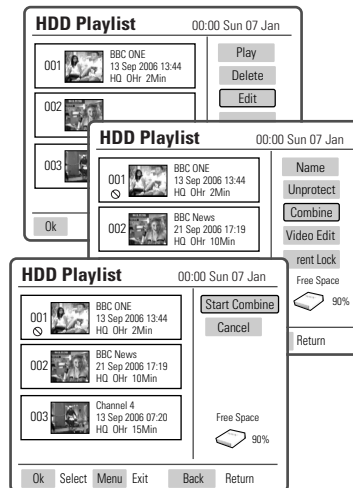 HDD Playlist 00:00 Sun 07 Jan
001 BBC ONE
13 Sep 2006 13:44
HQ 0Hr 2Min
002
003
Play
Delete
Edit
Ok
HDD Playlist 00:00 Sun 07 Jan
001 BBC ONE
13 Sep 2006 13:44
HQ 0Hr 2Min
002 BBC News
21 Sep 2006 17:19
HQ 0Hr 10Min
Name
Unprotect
Combine
Video Edit
rent Lock
Free Space
90%
Return
HDD Playlist 00:00 Sun 07 Jan
001 BBC ONE
13 Sep 2006 13:44
HQ 0Hr 2Min
002 BBC News
21 Sep 2006 17:19
HQ 0Hr 10Min
003 Channel 4
13 Sep 2006 07:20
HQ 0Hr 15Min
Start Combine
Cancel
Free Space
90%
Ok Select Menu Exit Back Return